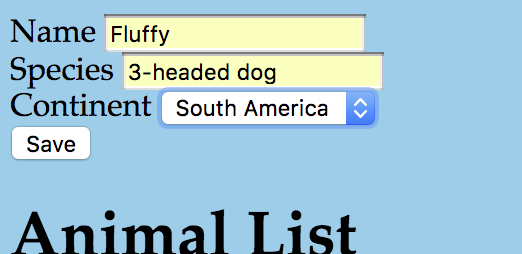 Name Fluffy
Species 3-headed dog
Continent South America
Save
Animal List